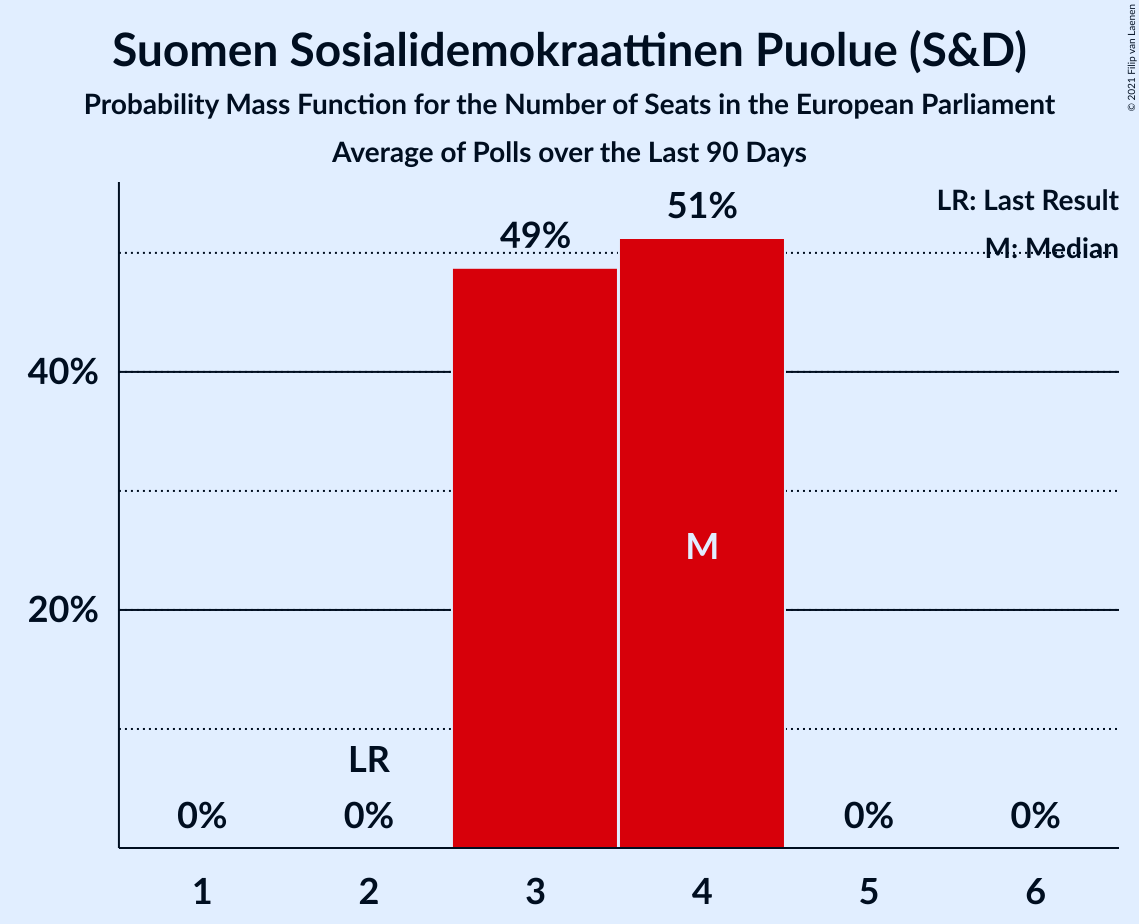 Suomen Sosialidemokraattinen Puolue (S&D)
Probability Mass Function for the Number of Seats in the European Parliament
Average of Polls over the Last 90 Days
© 2021 Filip van Laenen
LR: Last Result
M: Median
51%
49%
40%
M
20%
LR
0% 0% 0% 0%
1 2 3 4 5 6